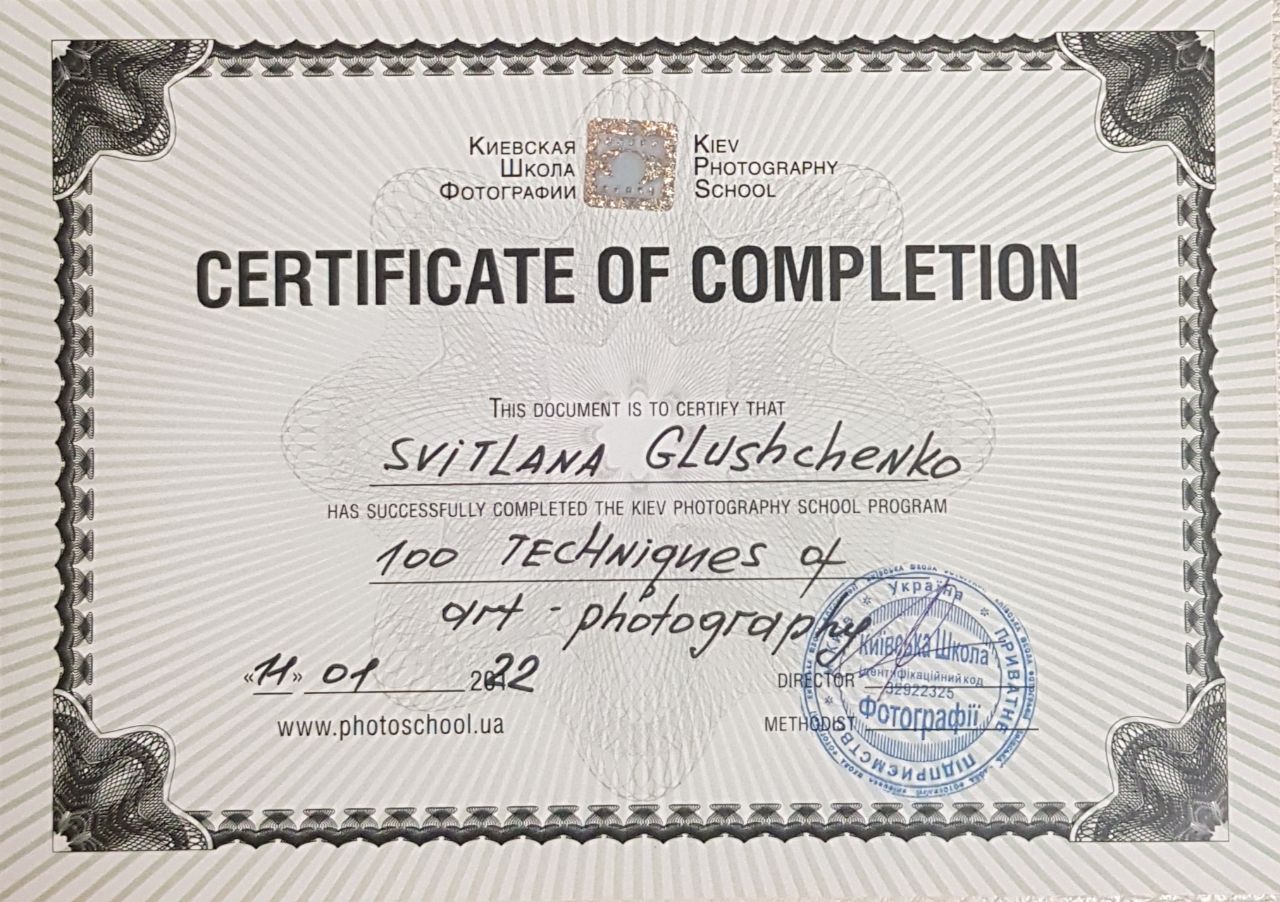 Киевская
Школа
Фотографии
Kiev
Photography
School
CERTIFICATE OF COMPLETION
This document is to certify that
Svitlana Glushchenko
has successfully completed the Kiev Photography School program
100 Techniques of
art - photography
«11» 01 2022
www.photoschool.ua
Director
Methodist
Україна
ПРИВАТНЕ ПІДПРИЄМСТВО
"Київська Школа
Ідентифікаційний код
32922325
Фотографії"